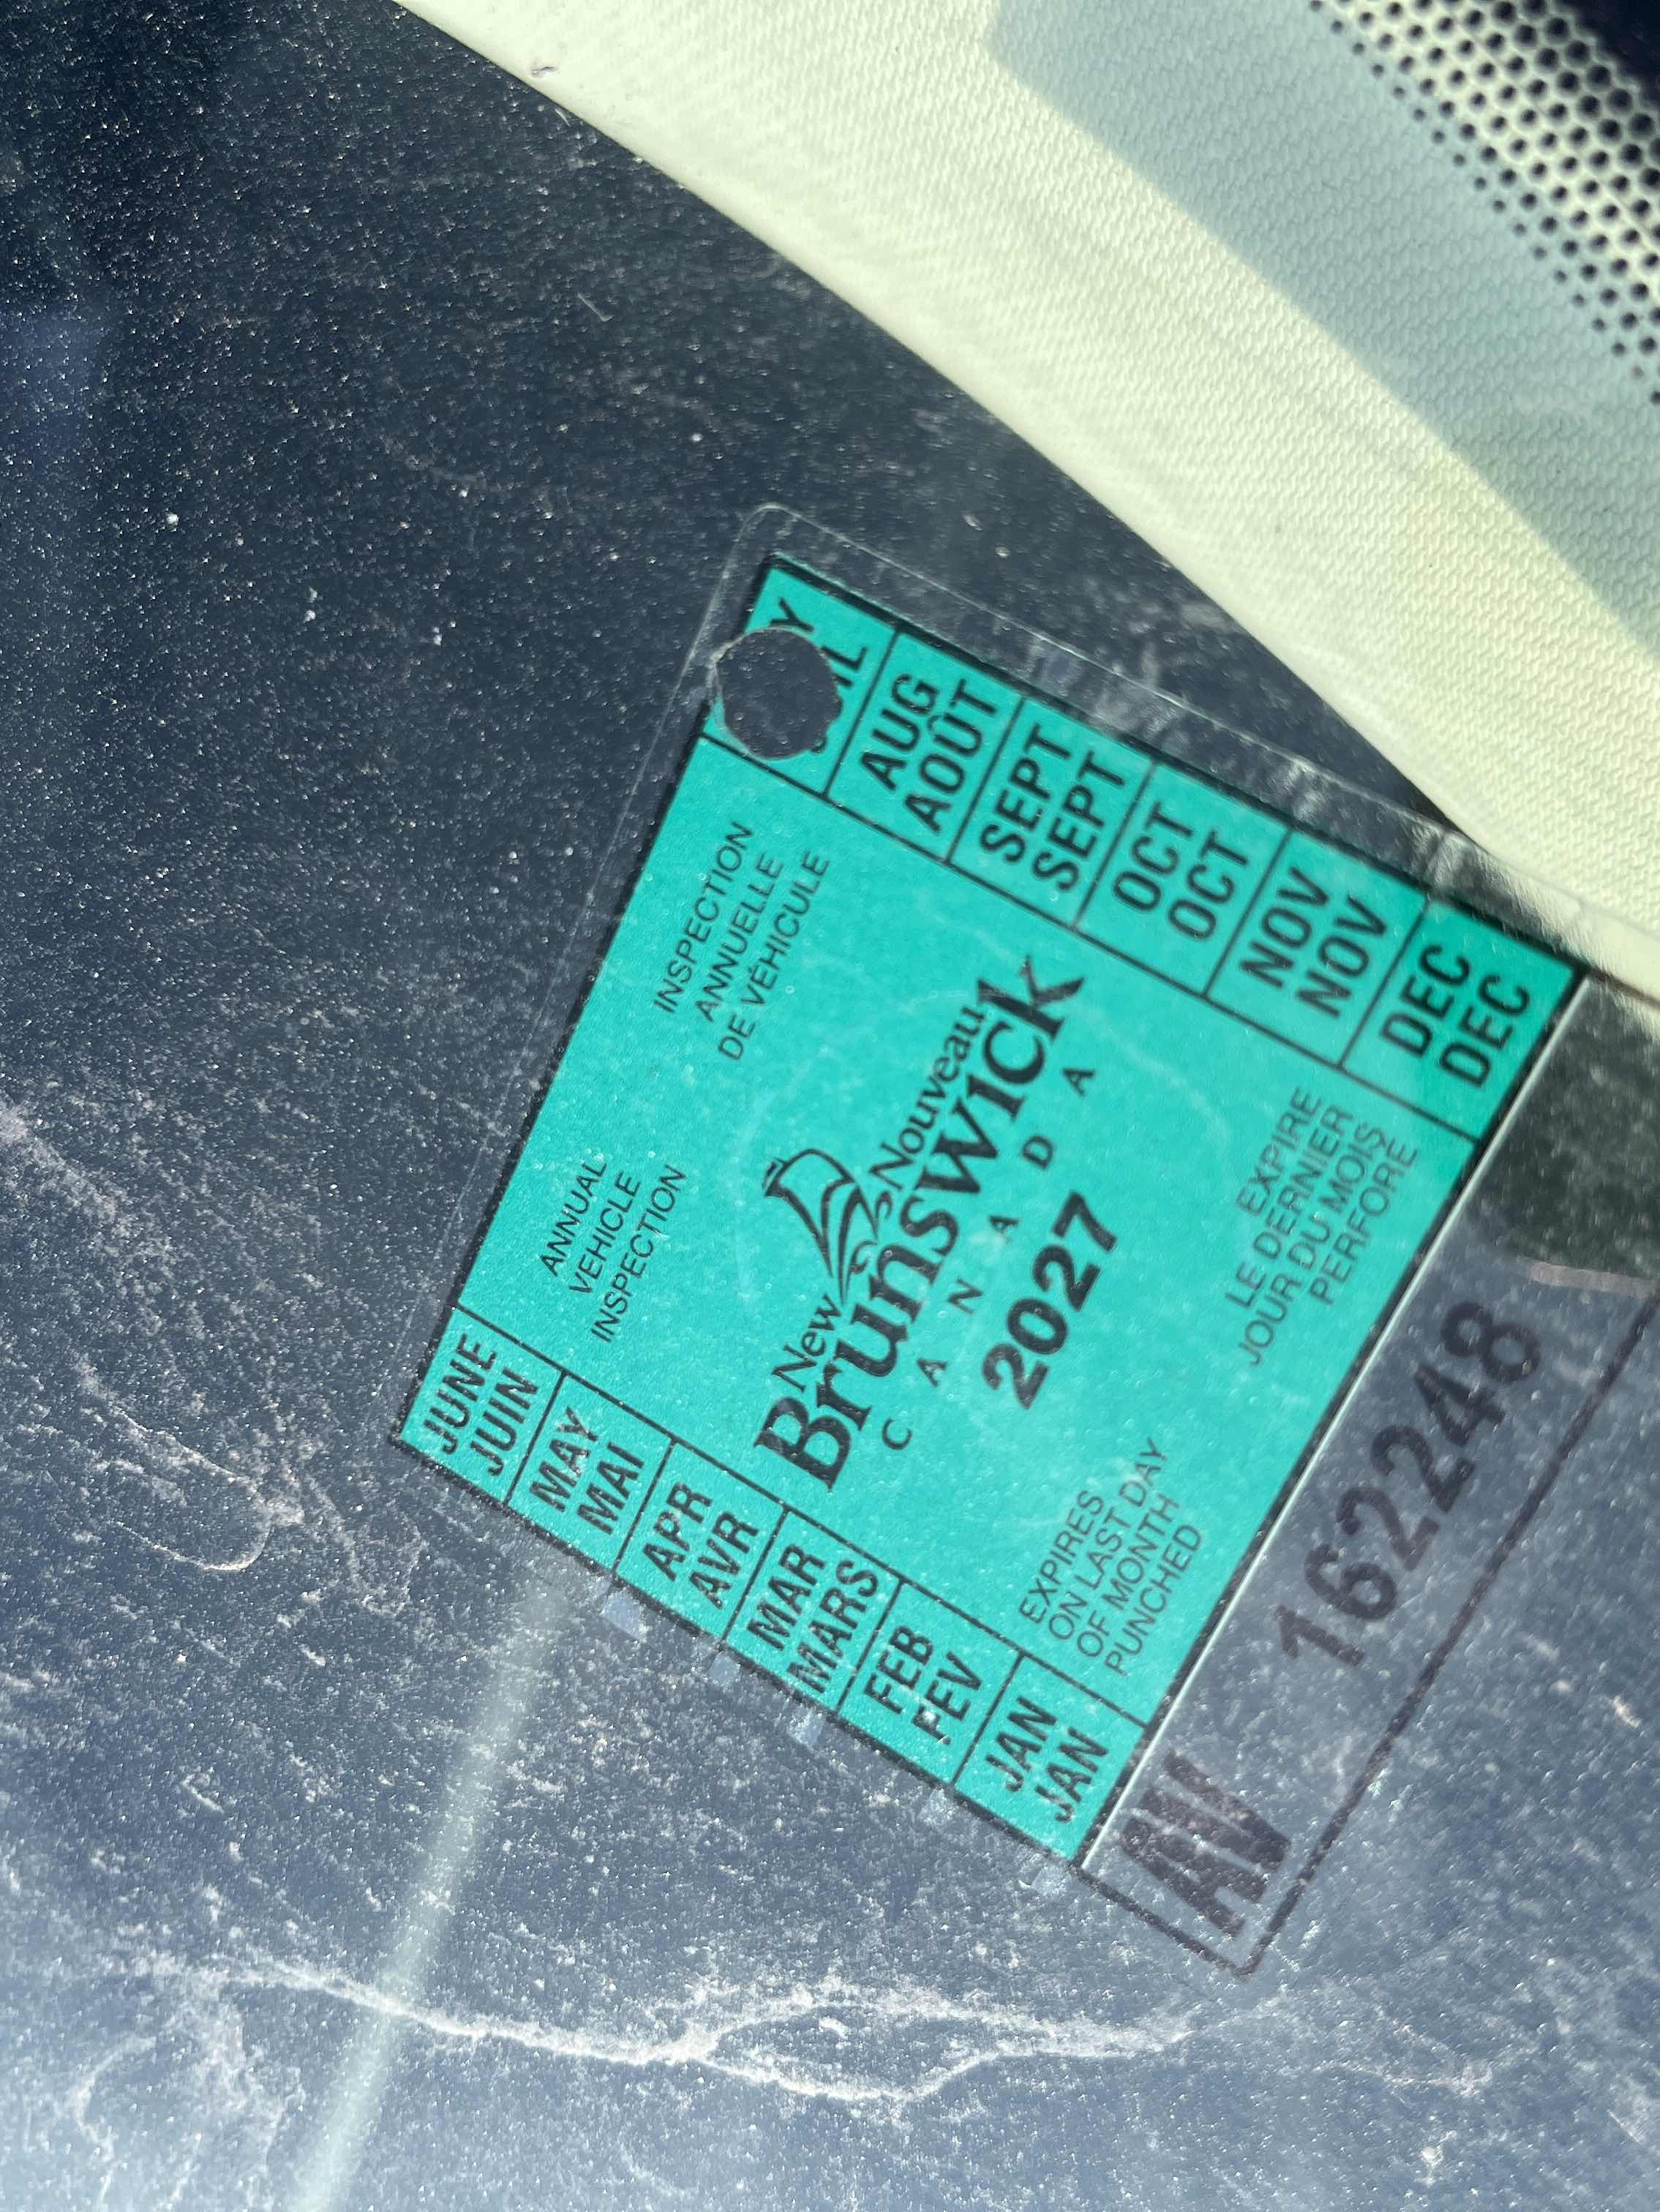 ANNUAL
VEHICLE
INSPECTION
INSPECTION
ANNUELLE
DE VÉHICULE
JUNE
JUIN
MAY
MAI
APR
AVR
MAR
MARS
FEB
FEV
JAN
JAN
AUG
AOÛT
SEPT
SEPT
OCT
OCT
NOV
NOV
DEC
DEC
New Nouveau
Brunswick
CANADA
2027
EXPIRES
ON LAST DAY
OF MONTH
PUNCHED
EXPIRE
LE DERNIER
JOUR DU MOIS
PERFORÉ
AV 162248